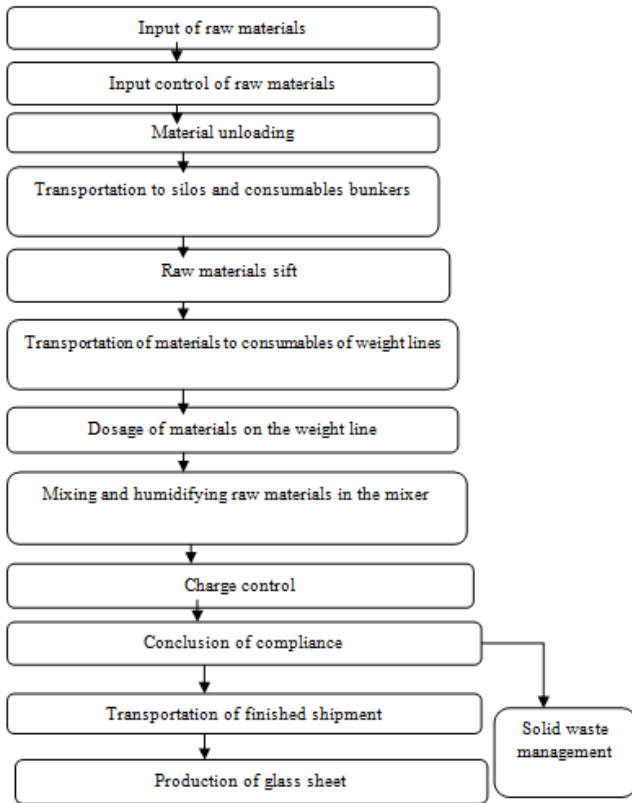 Input of raw materials
Input control of raw materials
Material unloading
Transportation to silos and consumables bunkers
Raw materials sift
Transportation of materials to consumables of weight lines
Dosage of materials on the weight line
Mixing and humidifying raw materials in the mixer
Charge control
Conclusion of compliance
Transportation of finished shipment
Solid waste
management
Production of glass sheet